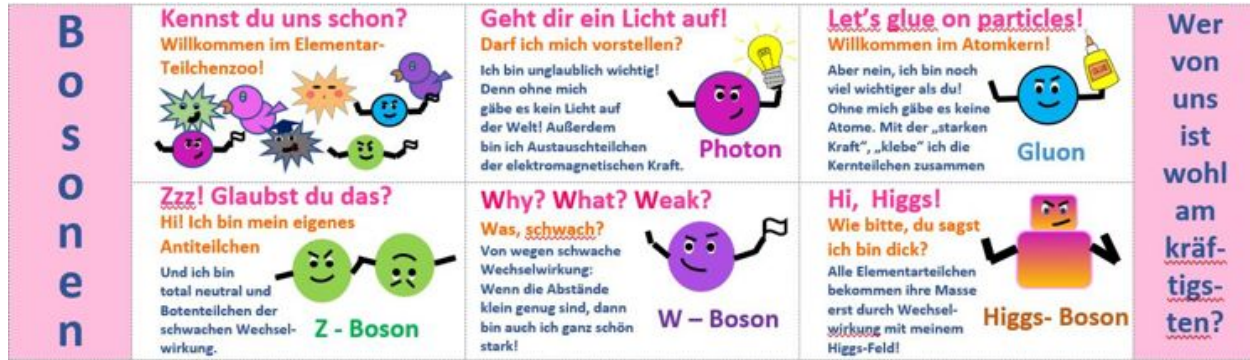 Bosonen
Kennst du uns schon?
Willkommen im Elementar-
Teilchenzoo!
Geht dir ein Licht auf!
Darf ich mich vorstellen?
Ich bin unglaublich wichtig!
Denn ohne mich
gäbe es kein Licht auf
der Welt! Außerdem
bin ich Austauschteilchen
der elektromagnetischen Kraft.
Photon
Let's glue on particles!
Willkommen im Atomkern!
Aber nein, ich bin noch
viel wichtiger als du!
Ohne mich gäbe es keine
Atome. Mit der „starken
Kraft", „klebe" ich die
Kernteilchen zusammen
GLUE
Gluon
Zzz! Glaubst du das?
Hi! Ich bin mein eigenes
Antiteilchen
Und ich bin
total neutral und
Botenteilchen der
schwachen Wechsel-
wirkung.
Z - Boson
Why? What? Weak?
Was, schwach?
Von wegen schwache
Wechselwirkung:
Wenn die Abstände
klein genug sind, dann
bin auch ich ganz schön
stark!
W – Boson
Hi, Higgs!
Wie bitte, du sagst
ich bin dick?
Alle Elementarteilchen
bekommen ihre Masse
erst durch Wechsel-
wirkung mit meinem
Higgs-Feld!
Higgs- Boson
Wer
von
uns
ist
wohl
am
kräf-
tigs-
ten?